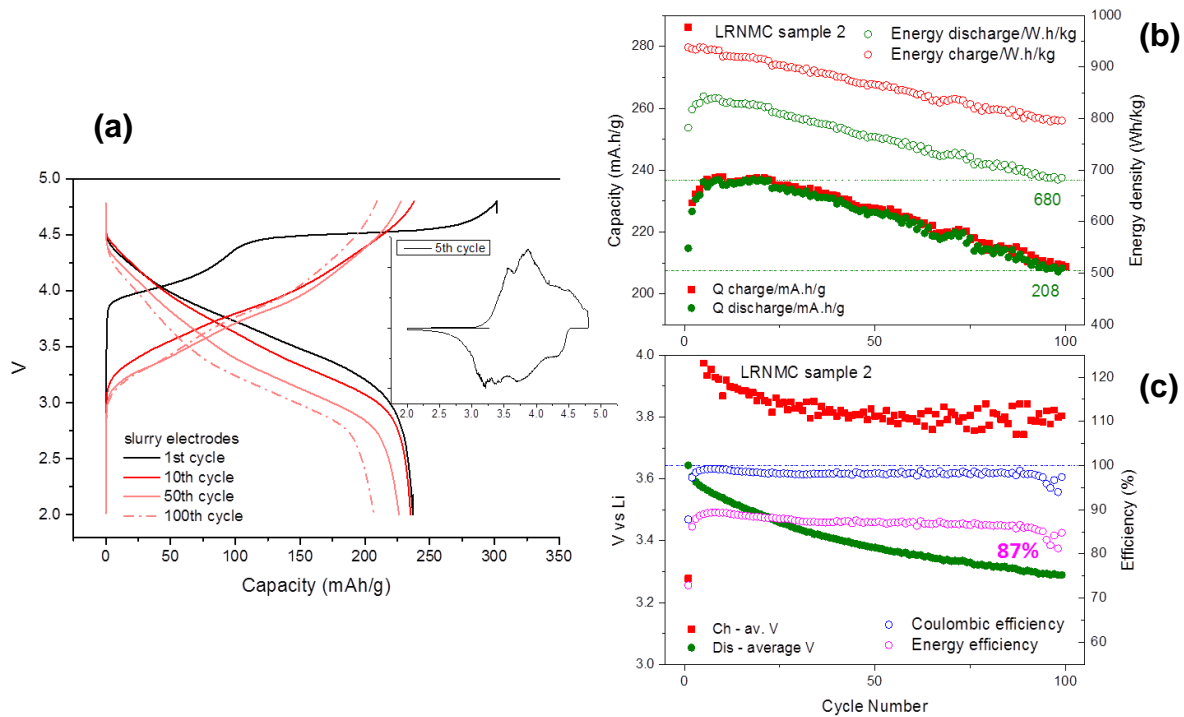 (a)
5.0
4.5
4.0
3.5
3.0
2.5
2.0
V
0 50 100 150 200 250 300 350
Capacity (mAh/g)
slurry electrodes
1st cycle
10th cycle
50th cycle
100th cycle
5th cycle
2.0 2.5 3.0 3.5 4.0 4.5 5.0
(b)
LRNMC sample 2
Energy discharge/W.h/kg
Energy charge/W.h/kg
280
260
240
220
200
Capacity (mA.h/g)
1000
900
800
700
600
500
400
Energy density (Wh/kg)
680
208
Q charge/mA.h/g
Q discharge/mA.h/g
0 50 100
(c)
LRNMC sample 2
4.0
3.8
3.6
3.4
3.2
3.0
V vs Li
120
110
100
90
80
70
60
Efficiency (%)
87%
Ch - av. V
Dis - average V
Coulombic efficiency
Energy efficiency
0 50 100
Cycle Number